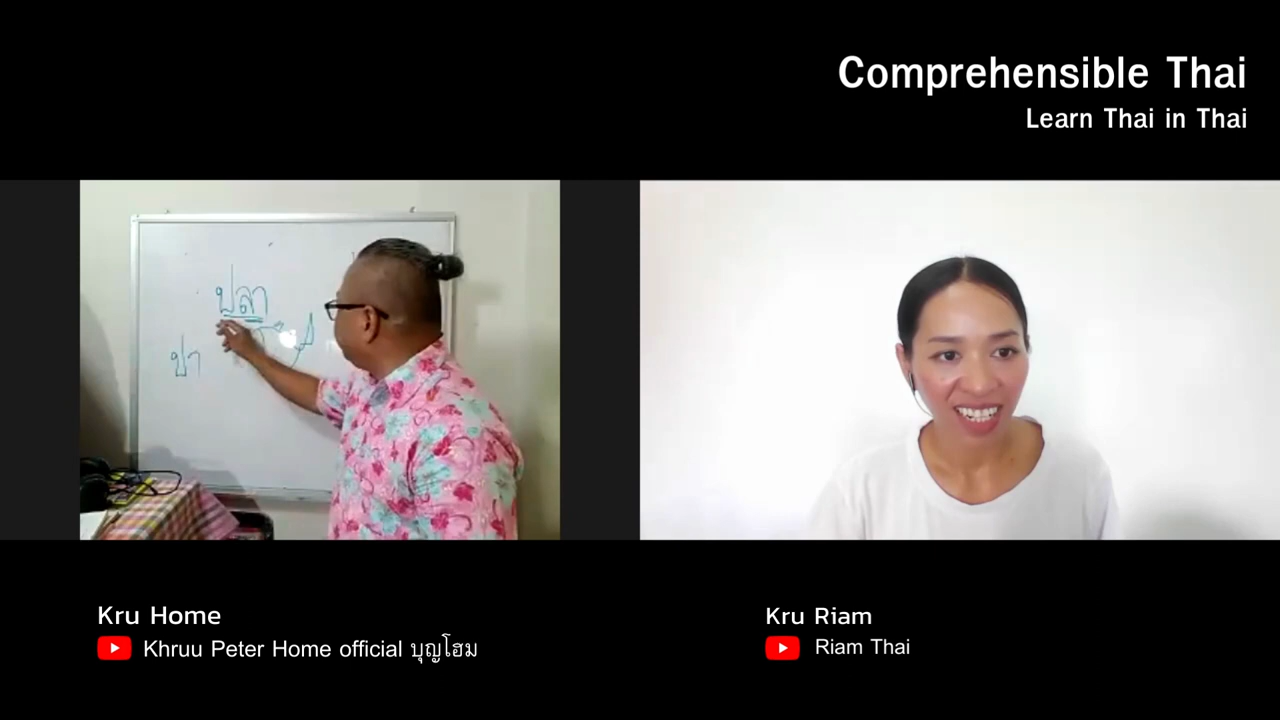 Comprehensible Thai
Learn Thai in Thai
ปลา
ปา
Kru Home
Khruu Peter Home official บุญโฮม
Kru Riam
Riam Thai